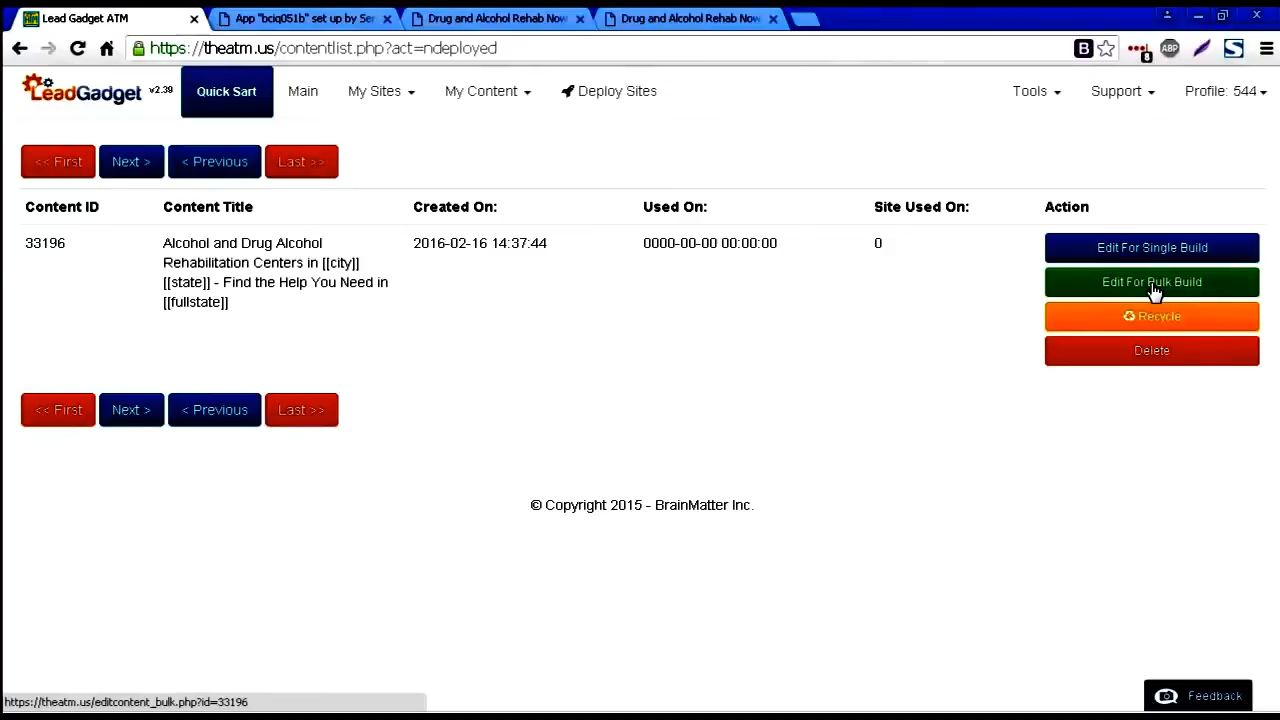 Lead Gadget ATM
App "bciq051b" set up by Ser
Drug and Alcohol Rehab Now
Drug and Alcohol Rehab Now
https://theatm.us/contentlist.php?act=ndeployed
B
8
ABP
S
LeadGadget v2.39
Quick Sart
Main
My Sites
My Content
Deploy Sites
Tools
Support
Profile: 544
<< First
Next >
< Previous
Last >>
Content ID
Content Title
Created On:
Used On:
Site Used On:
Action
33196
Alcohol and Drug Alcohol
Rehabilitation Centers in [[city]]
[[state]] - Find the Help You Need in
[[fullstate]]
2016-02-16 14:37:44
0000-00-00 00:00:00
0
Edit For Single Build
Edit For Bulk Build
Recycle
Delete
<< First
Next >
< Previous
Last >>
© Copyright 2015 - BrainMatter Inc.
https://theatm.us/editcontent_bulk.php?id=33196
Feedback